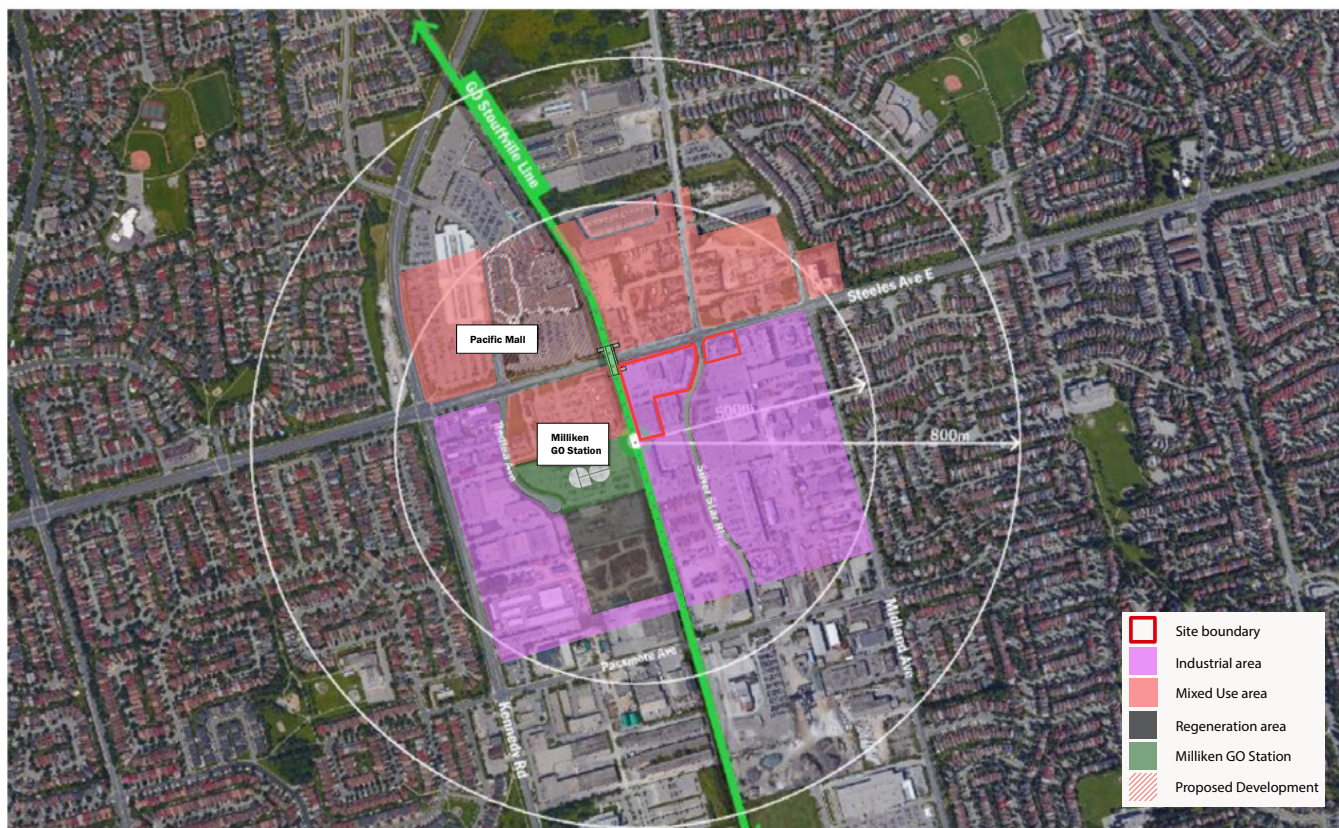 GO Stouffville Line
Steeles Ave E
Pacific Mall
Milliken
GO Station
500m
800m
Silver Star Blvd
Midland Ave
Passmore Ave
Kennedy Rd
Site boundary
Industrial area
Mixed Use area
Regeneration area
Milliken GO Station
Proposed Development